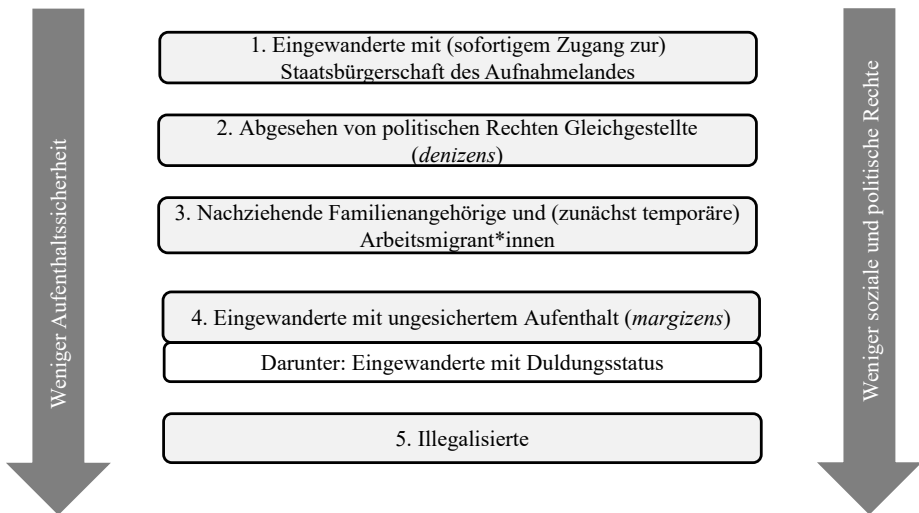 Weniger Aufenthaltssicherheit
1. Eingewanderte mit (sofortigem Zugang zur)
Staatsbürgerschaft des Aufnahmelandes
2. Abgesehen von politischen Rechten Gleichgestellte
(denizens)
3. Nachziehende Familienangehörige und (zunächst temporäre)
Arbeitsmigrant*innen
4. Eingewanderte mit ungesichertem Aufenthalt (margizens)
Darunter: Eingewanderte mit Duldungsstatus
5. Illegalisierte
Weniger soziale und politische Rechte